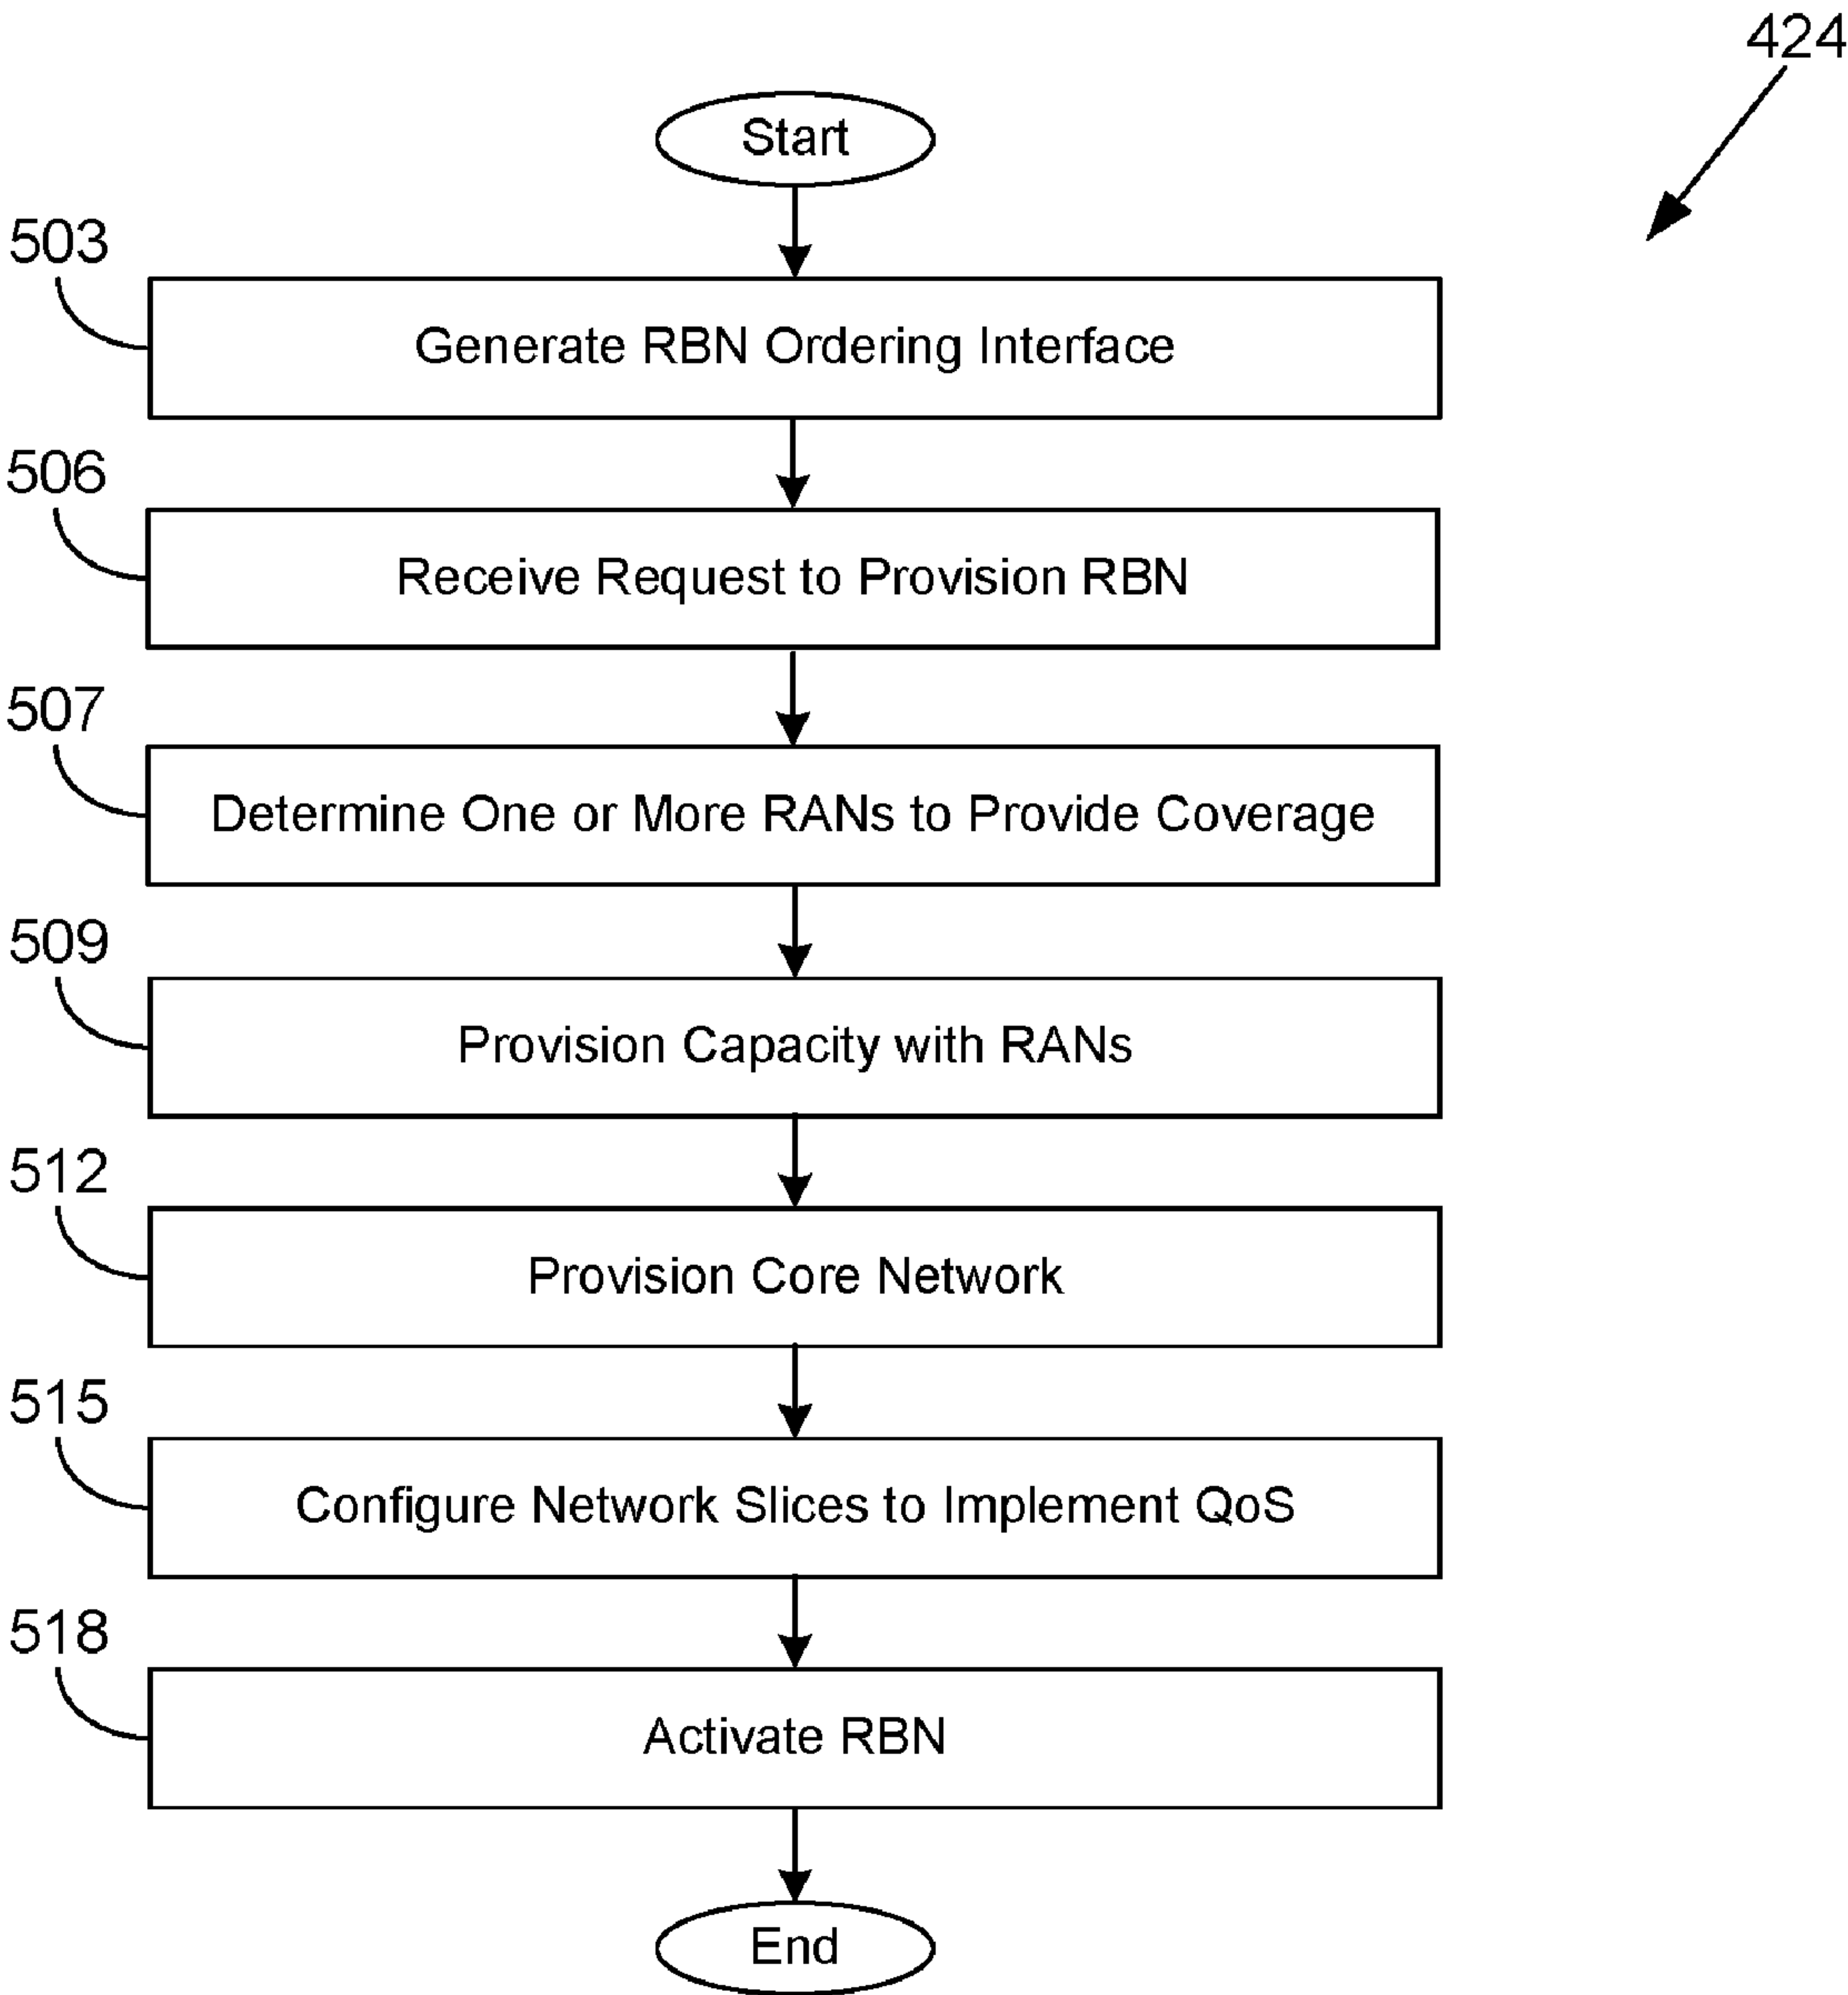 424
Start
503
Generate RBN Ordering Interface
506
Receive Request to Provision RBN
507
Determine One or More RANs to Provide Coverage
509
Provision Capacity with RANs
512
Provision Core Network
515
Configure Network Slices to Implement QoS
518
Activate RBN
End